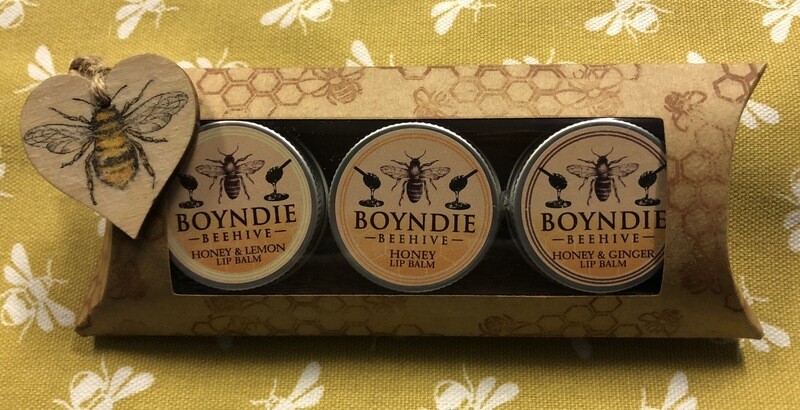 BOYNDIE
BEEHIVE
HONEY & LEMON
LIP BALM
BOYNDIE
BEEHIVE
HONEY
LIP BALM
BOYNDIE
BEEHIVE
HONEY & GINGER
LIP BALM